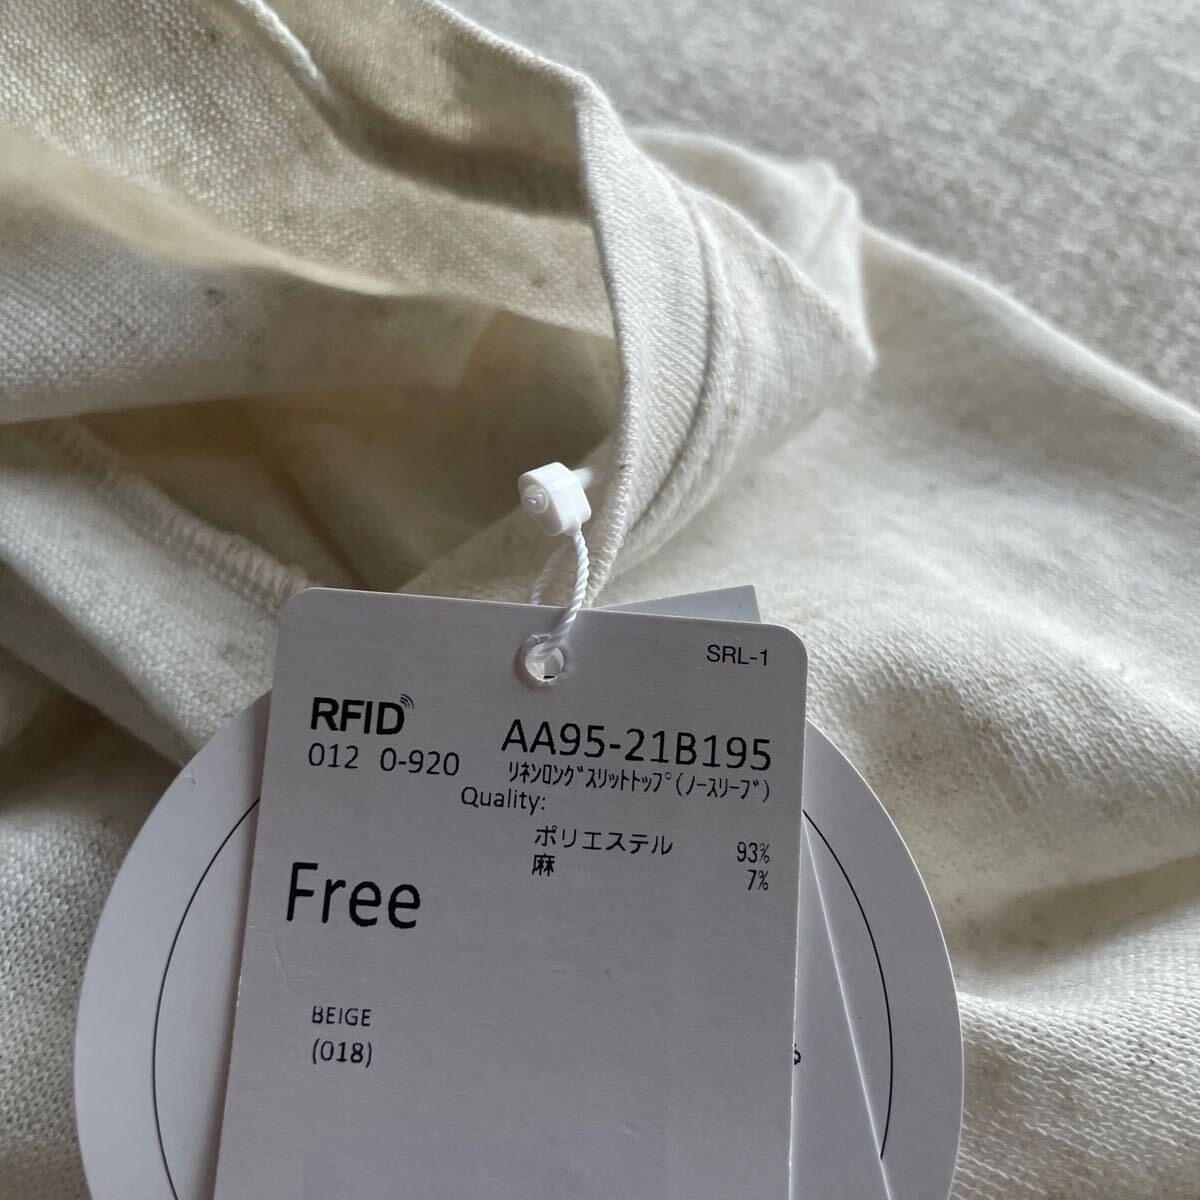 SRL-1
RFID
AA95-21B195
012 0-920
ﾘﾈﾝﾛﾝｸﾞｽﾘｯﾄﾄｯﾌﾟ(ﾉｰｽﾘｰﾌﾞ)
Quality:
ポリエステル 93%
麻 7%
Free
BEIGE
(018)